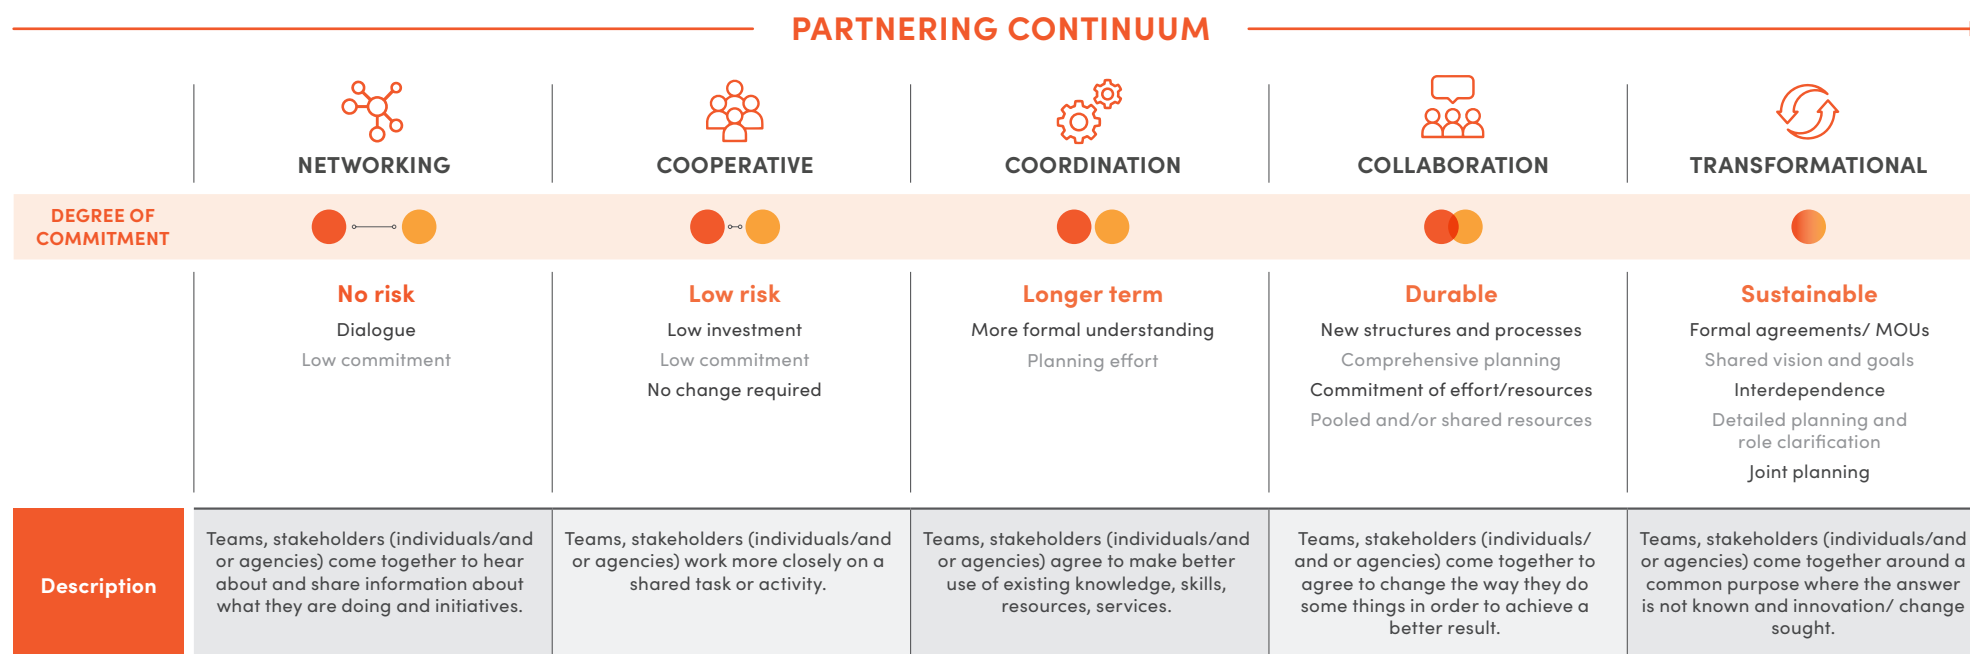 PARTNERING CONTINUUM
NETWORKING
COOPERATIVE
COORDINATION
COLLABORATION
TRANSFORMATIONAL
DEGREE OF
COMMITMENT
No risk
Dialogue
Low commitment
Low risk
Low investment
Low commitment
No change required
Longer term
More formal understanding
Planning effort
Durable
New structures and processes
Comprehensive planning
Commitment of effort/resources
Pooled and/or shared resources
Sustainable
Formal agreements/ MOUs
Shared vision and goals
Interdependence
Detailed planning and
role clarification
Joint planning
Description
Teams, stakeholders (individuals/and
or agencies) come together to hear
about and share information about
what they are doing and initiatives.
Teams, stakeholders (individuals/and
or agencies) work more closely on a
shared task or activity.
Teams, stakeholders (individuals/and
or agencies) agree to make better
use of existing knowledge, skills,
resources, services.
Teams, stakeholders (individuals/
and or agencies) come together to
agree to change the way they do
some things in order to achieve a
better result.
Teams, stakeholders (individuals/and
or agencies) come together around a
common purpose where the answer
is not known and innovation/ change
sought.